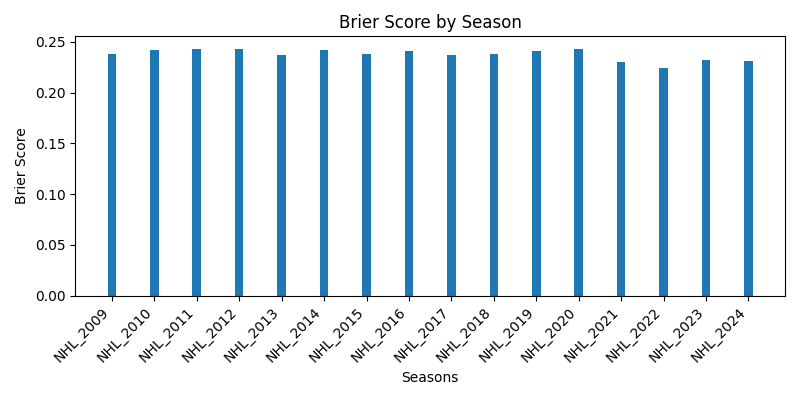 Brier Score by Season
Brier Score
0.25
0.20
0.15
0.10
0.05
0.00
NHL_2009
NHL_2010
NHL_2011
NHL_2012
NHL_2013
NHL_2014
NHL_2015
NHL_2016
NHL_2017
NHL_2018
NHL_2019
NHL_2020
NHL_2021
NHL_2022
NHL_2023
NHL_2024
Seasons